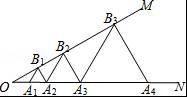 M
B₃
B₂
B₁
O A₁ A₂ A₃ A₄ N